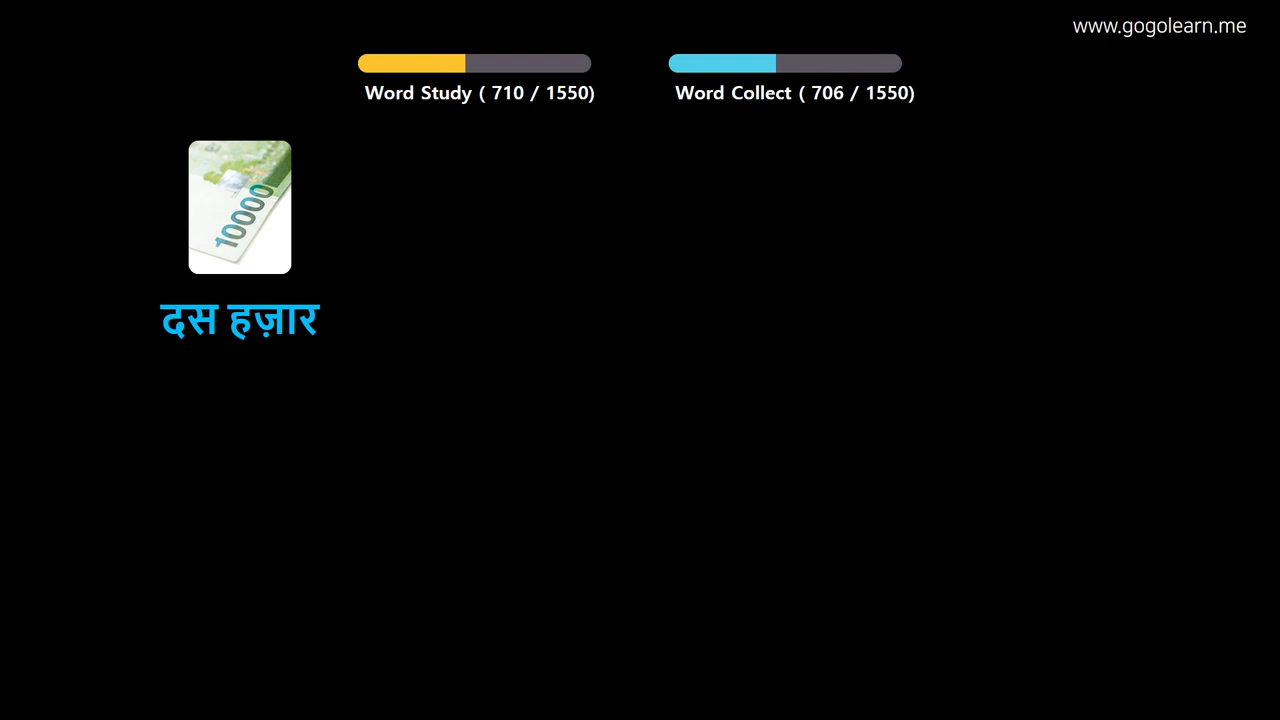 www.gogolearn.me
Word Study ( 710 / 1550)
Word Collect ( 706 / 1550)
10000
दस हज़ार